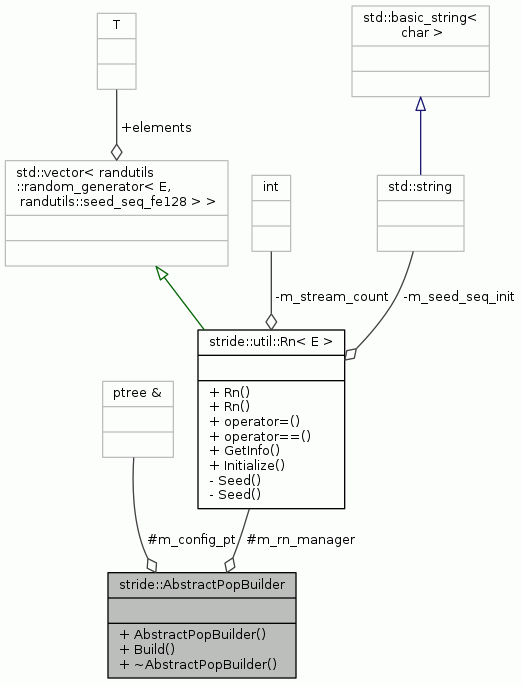 T
std::basic_string<
char >
+elements
std::vector< randutils
::random_generator< E,
randutils::seed_seq_fe128 > >
int
std::string
-m_stream_count
-m_seed_seq_init
stride::util::Rn< E >
+ Rn()
+ Rn()
+ operator=()
+ operator==()
+ GetInfo()
+ Initialize()
- Seed()
- Seed()
ptree &
#m_config_pt
#m_rn_manager
stride::AbstractPopBuilder
+ AbstractPopBuilder()
+ Build()
+ ~AbstractPopBuilder()